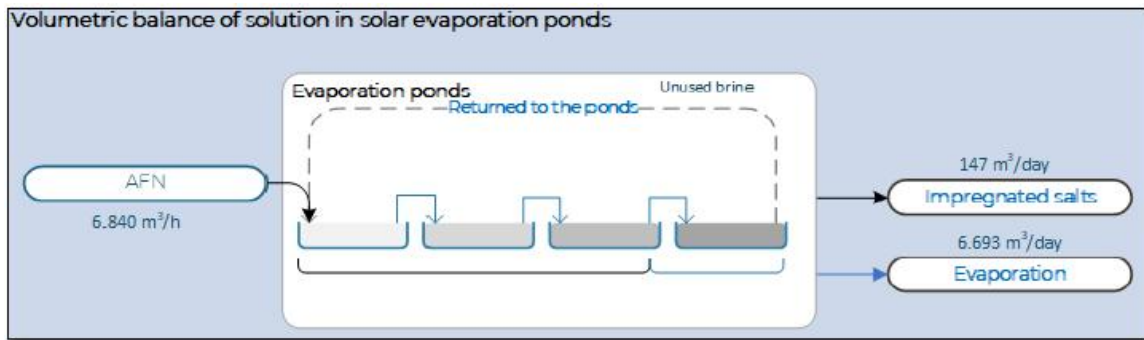 Volumetric balance of solution in solar evaporation ponds
Evaporation ponds
Unused brine
Returned to the ponds
AFN
6.840 m³/h
147 m³/day
Impregnated salts
6.693 m³/day
Evaporation